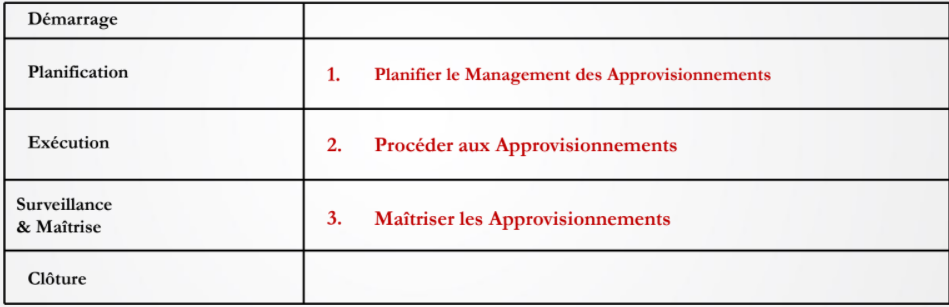 Démarrage
Planification
1. Planifier le Management des Approvisionnements
Exécution
2. Procéder aux Approvisionnements
Surveillance
& Maîtrise
3. Maîtriser les Approvisionnements
Clôture